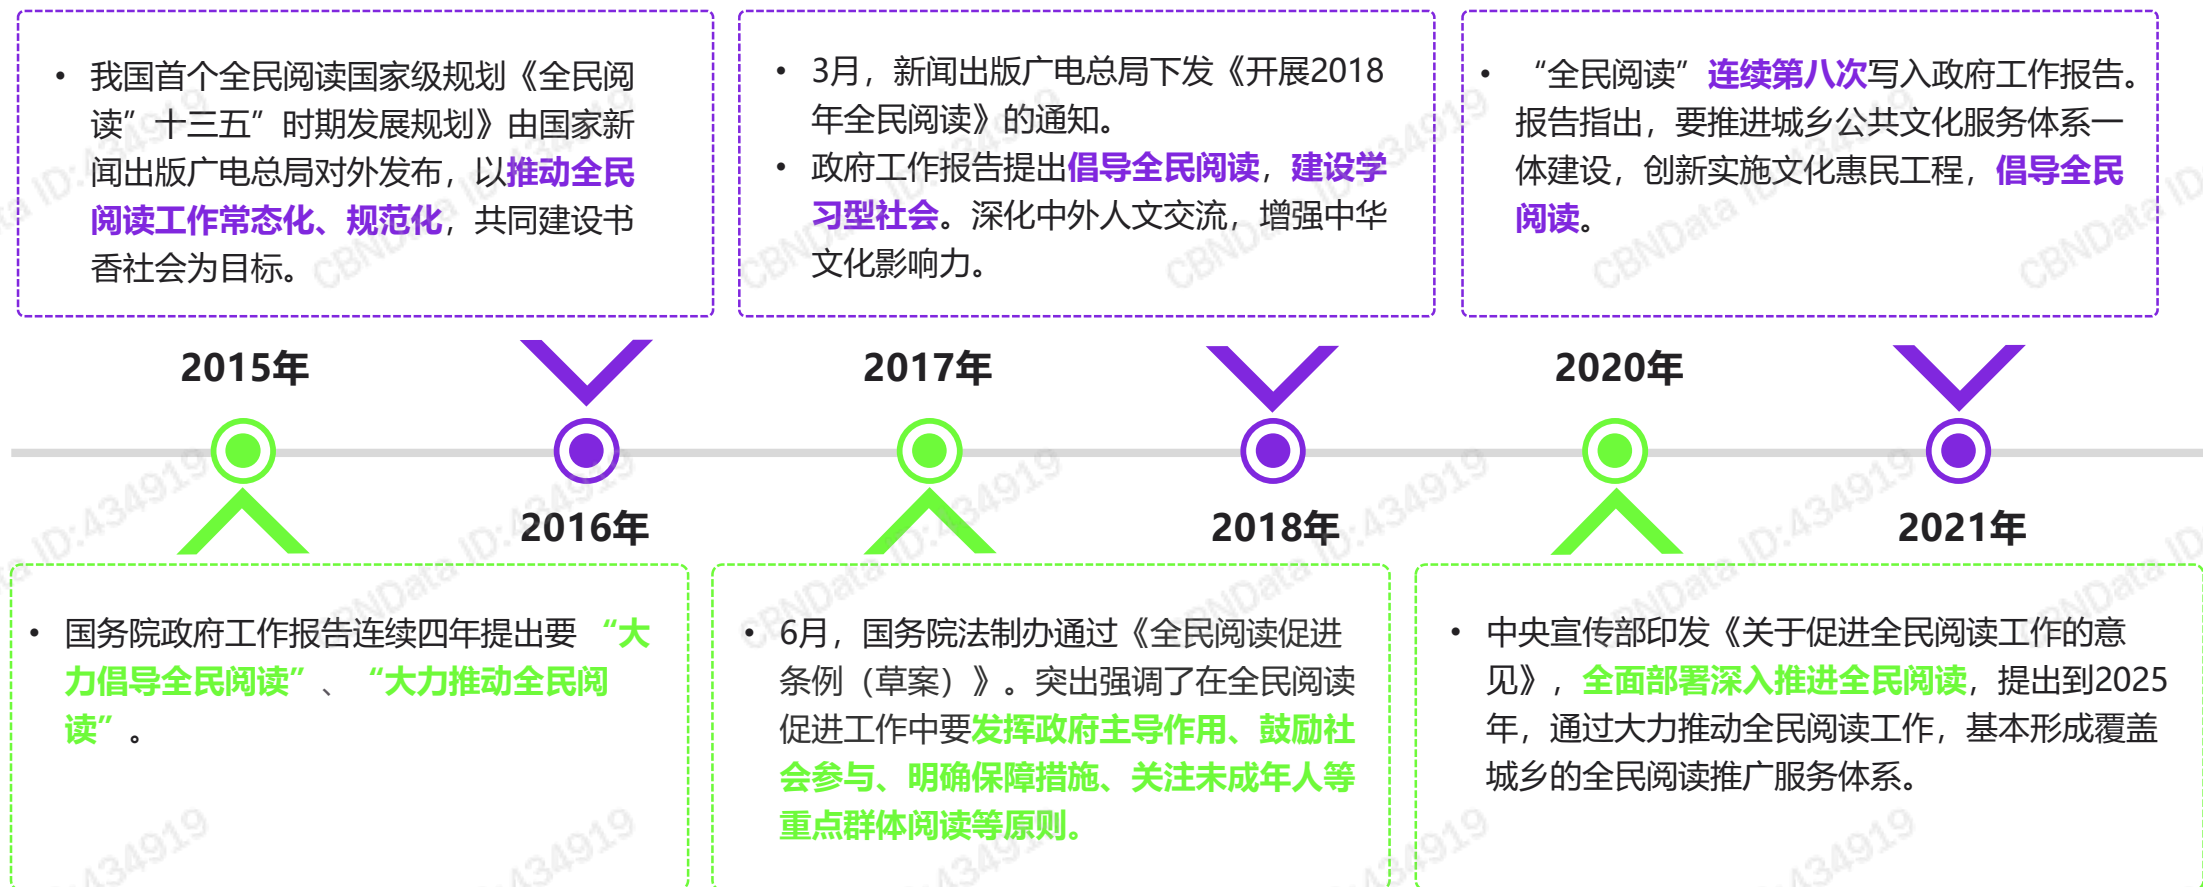 • 我国首个全民阅读国家级规划《全民阅
读”十三五”时期发展规划》由国家新
闻出版广电总局对外发布，以推动全民
阅读工作常态化、规范化，共同建设书
香社会为目标。
• 3月，新闻出版广电总局下发《开展2018
年全民阅读》的通知。
• 政府工作报告提出倡导全民阅读，建设学
习型社会。深化中外人文交流，增强中华
文化影响力。
• “全民阅读”连续第八次写入政府工作报告。
报告指出，要推进城乡公共文化服务体系一
体建设，创新实施文化惠民工程，倡导全民
阅读。
2015年
2017年
2020年
2016年
2018年
2021年
• 国务院政府工作报告连续四年提出要 “大
力倡导全民阅读” 、 “大力推动全民阅
读” 。
• 6月，国务院法制办通过《全民阅读促进
条例（草案）》。突出强调了在全民阅读
促进工作中要发挥政府主导作用、鼓励社
会参与、明确保障措施、关注未成年人等
重点群体阅读等原则。
• 中央宣传部印发《关于促进全民阅读工作的意
见》，全面部署深入推进全民阅读，提出到2025
年，通过大力推动全民阅读工作，基本形成覆盖
城乡的全民阅读推广服务体系。
CBNData ID:434919